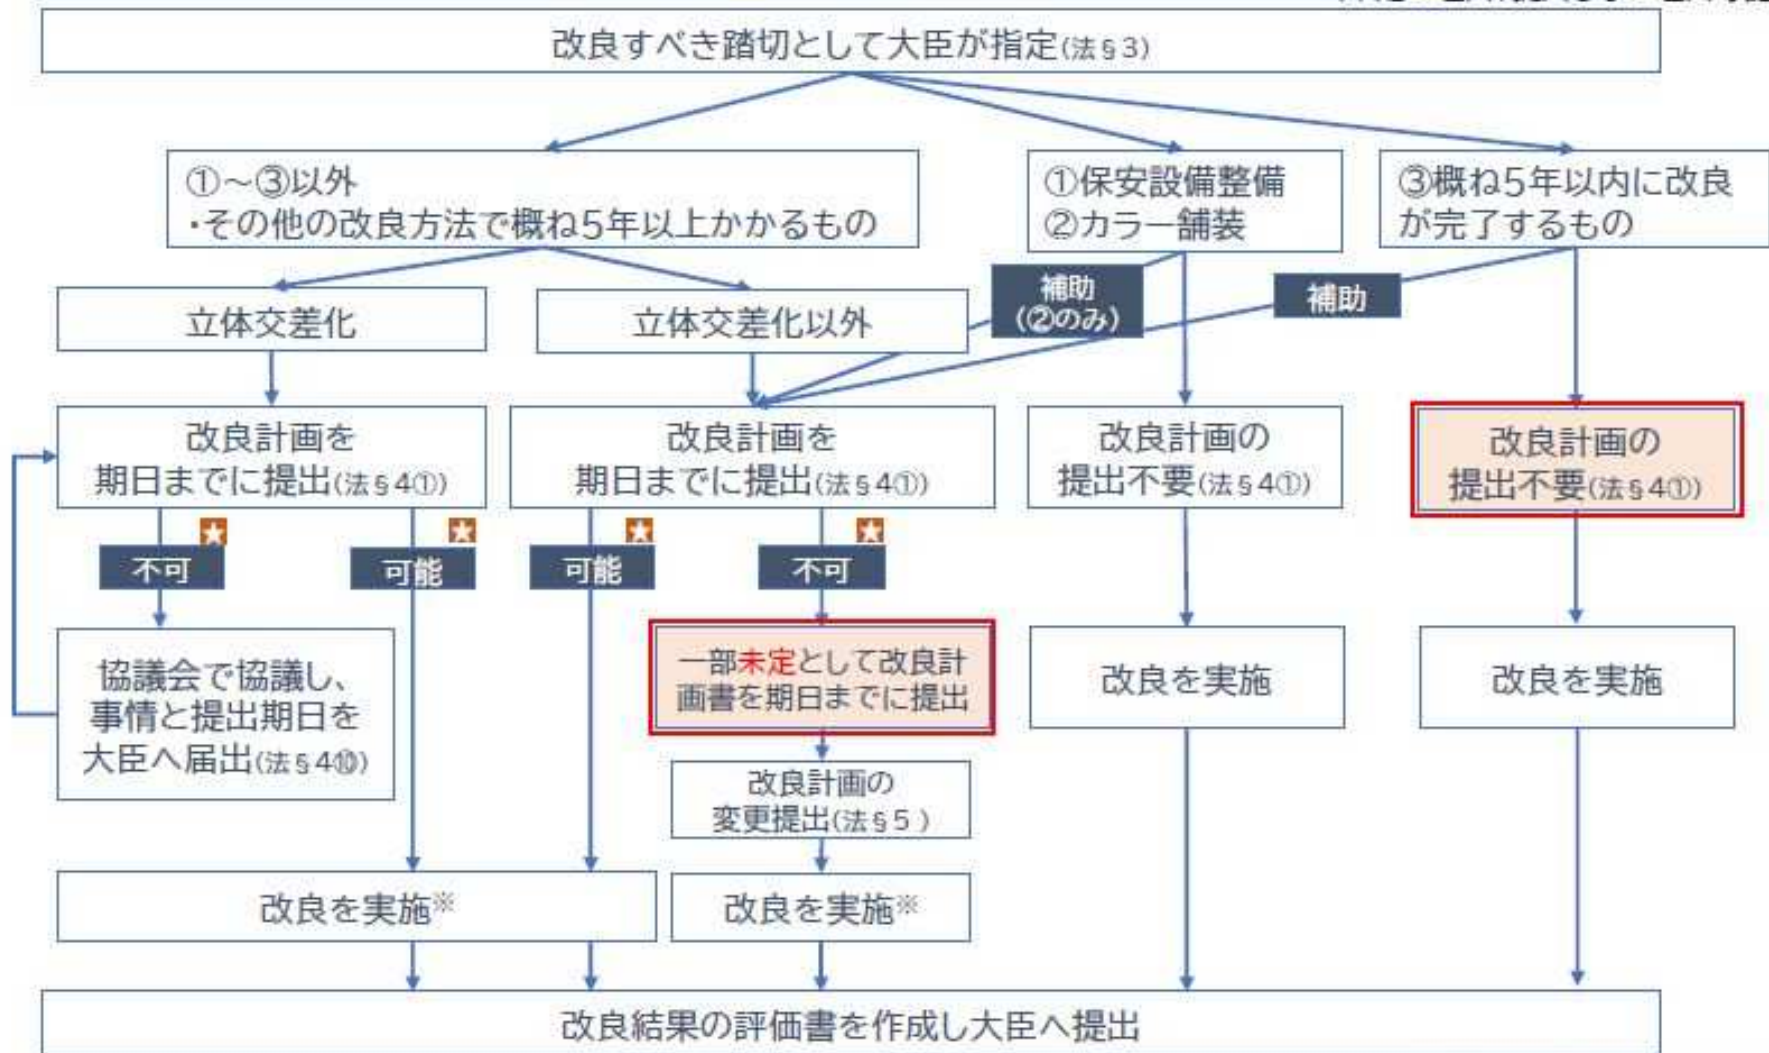 改良すべき踏切として大臣が指定(法§3)
①～③以外
・その他の改良方法で概ね5年以上かかるもの
①保安設備整備
②カラー舗装
③概ね5年以内に改良
が完了するもの
補助
(②のみ)
補助
立体交差化
立体交差化以外
改良計画を
期日までに提出(法§4①)
改良計画を
期日までに提出(法§4①)
改良計画の
提出不要(法§4①)
改良計画の
提出不要(法§4①)
不可
可能
可能
不可
協議会で協議し、
事情と提出期日を
大臣へ届出(法§4⑩)
一部未定として改良計
画書を期日までに提出
改良を実施
改良を実施
改良計画の
変更提出(法§5 )
改良を実施※
改良を実施※
改良結果の評価書を作成し大臣へ提出